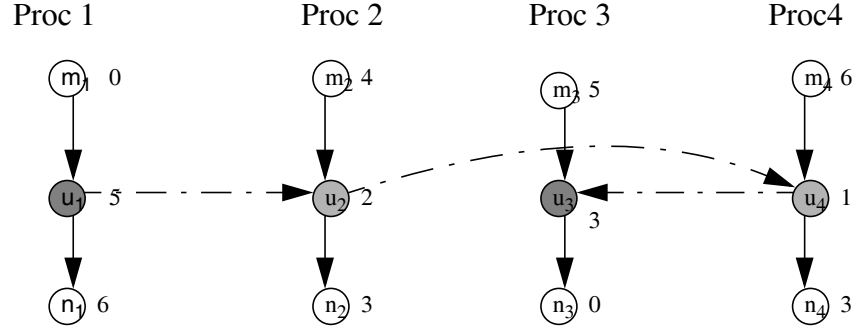 Proc 1 Proc 2 Proc 3 Proc4
m1 0 m2 4 m3 5 m4 6
u1 5 u2 2 u3 3 u4 1
n1 6 n2 3 n3 0 n4 3